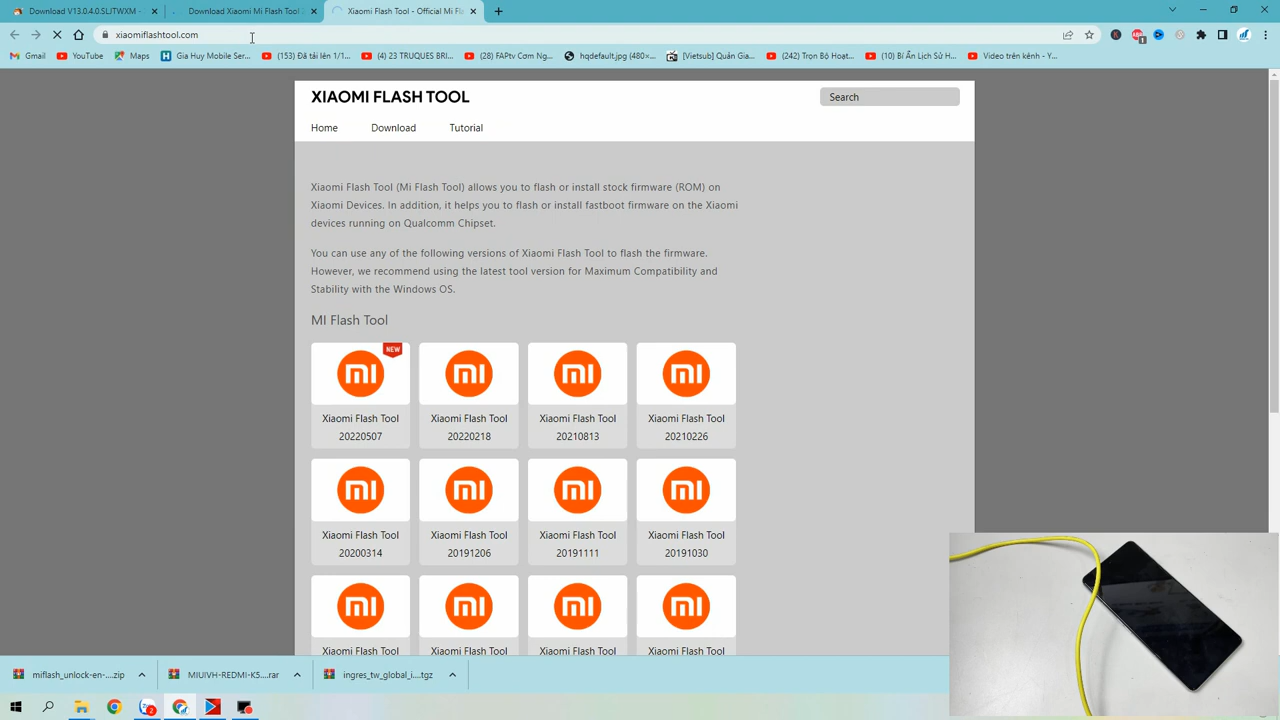 Download V13.0.4.0.SLJTWXM -
Download Xiaomi Mi Flash Tool 2
Xiaomi Flash Tool - Official Mi Fl
xiaomiflashtool.com
Gmail
YouTube
Maps
Gia Huy Mobile Ser...
(153) Đã tải lên 1/1...
(4) 23 TRUQUES BRI...
(28) FAPtv Cơm Ng...
hqdefault.jpg (480×...
[Vietsub] Quản Gia...
(242) Trọn Bộ Hoạt...
(10) Bí Ẩn Lịch Sử H...
Video trên kênh - Y...
XIAOMI FLASH TOOL
Search
Home
Download
Tutorial
Xiaomi Flash Tool (Mi Flash Tool) allows you to flash or install stock firmware (ROM) on
Xiaomi Devices. In addition, it helps you to flash or install fastboot firmware on the Xiaomi
devices running on Qualcomm Chipset.
You can use any of the following versions of Xiaomi Flash Tool to flash the firmware.
However, we recommend using the latest tool version for Maximum Compatibility and
Stability with the Windows OS.
MI Flash Tool
NEW
Xiaomi Flash Tool
20220507
Xiaomi Flash Tool
20220218
Xiaomi Flash Tool
20210813
Xiaomi Flash Tool
20210226
Xiaomi Flash Tool
20200314
Xiaomi Flash Tool
20191206
Xiaomi Flash Tool
20191111
Xiaomi Flash Tool
20191030
Xiaomi Flash Tool
Xiaomi Flash Tool
Xiaomi Flash Tool
Xiaomi Flash Tool
miflash_unlock-en-....zip
MIUIVH-REDMI-K5....rar
ingres_tw_global_i....tgz